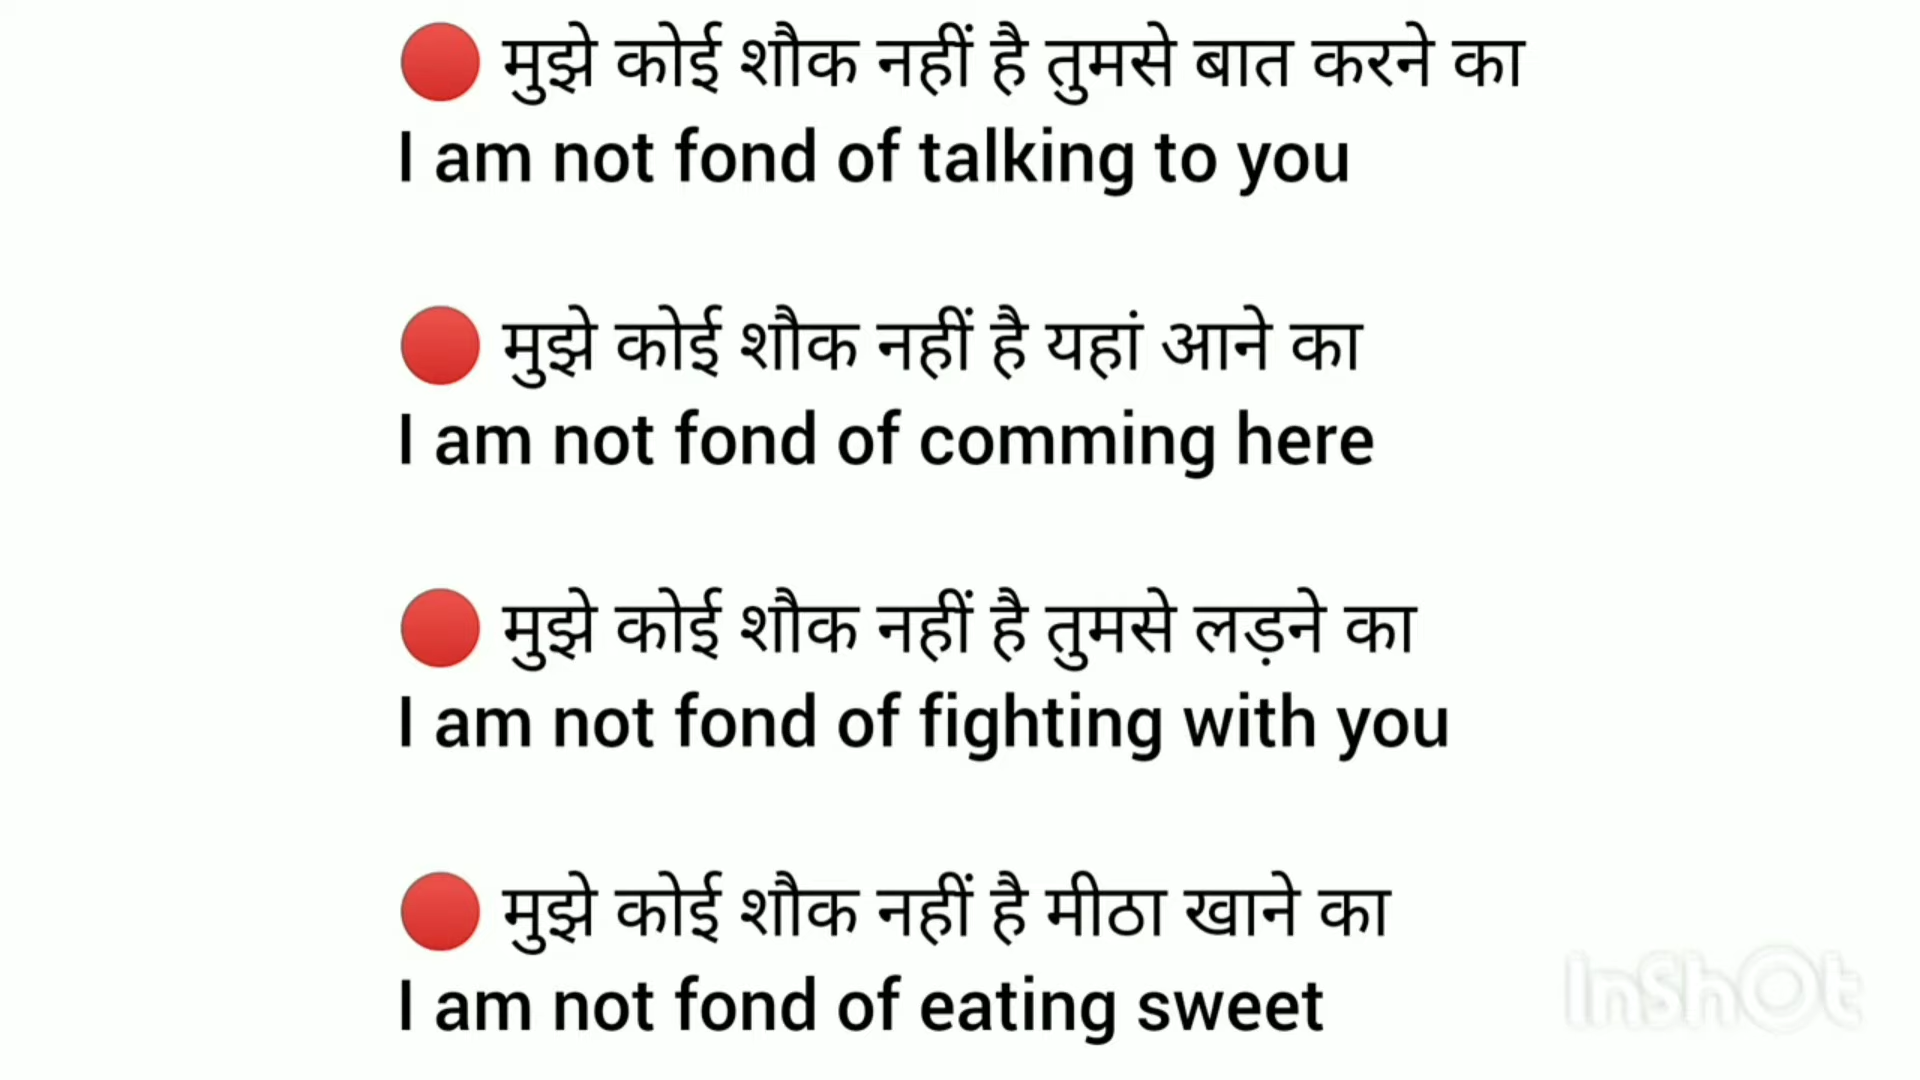 🔴 मुझे कोई शौक नहीं है तुमसे बात करने का
I am not fond of talking to you
🔴 मुझे कोई शौक नहीं है यहां आने का
I am not fond of comming here
🔴 मुझे कोई शौक नहीं है तुमसे लड़ने का
I am not fond of fighting with you
🔴 मुझे कोई शौक नहीं है मीठा खाने का
I am not fond of eating sweet
InShOt